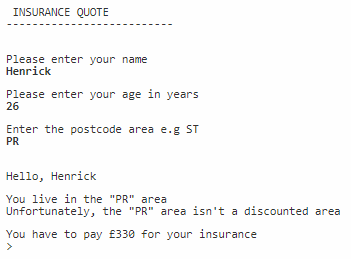 INSURANCE QUOTE
--------------------------
Please enter your name
Henrick
Please enter your age in years
26
Enter the postcode area e.g ST
PR
Hello, Henrick
You live in the "PR" area
Unfortunately, the "PR" area isn't a discounted area
You have to pay £330 for your insurance
>